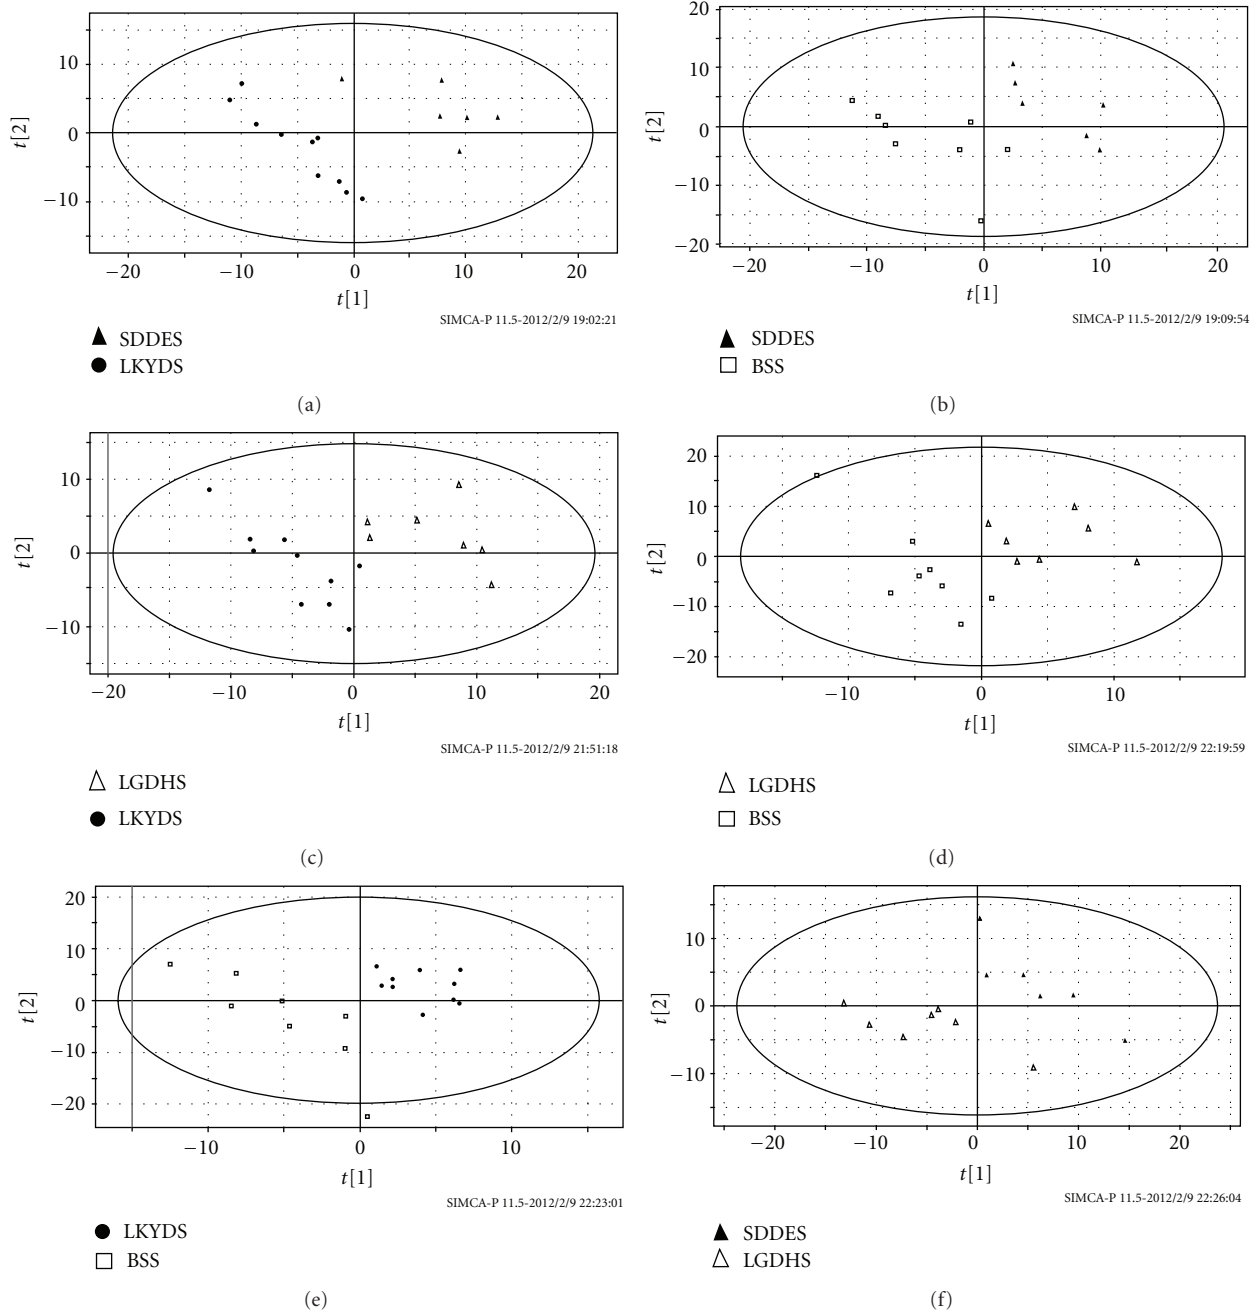 10
0
−10
t[2]
−20
−10
0
10
20
t[1]
SIMCA-P 11.5-2012/2/9 19:02:21
SDDES
LKYDS
(a)
20
10
0
−10
−20
t[2]
−20
−10
0
10
20
t[1]
SIMCA-P 11.5-2012/2/9 19:09:54
SDDES
BSS
(b)
10
0
−10
t[2]
−20
−10
0
10
20
t[1]
SIMCA-P 11.5-2012/2/9 21:51:18
LGDHS
LKYDS
(c)
20
10
0
−10
−20
t[2]
−10
0
10
t[1]
SIMCA-P 11.5-2012/2/9 22:19:59
LGDHS
BSS
(d)
20
10
0
−10
−20
t[2]
−10
0
10
t[1]
SIMCA-P 11.5-2012/2/9 22:23:01
LKYDS
BSS
(e)
10
0
−10
t[2]
−20
−10
0
10
20
t[1]
SIMCA-P 11.5-2012/2/9 22:26:04
SDDES
LGDHS
(f)